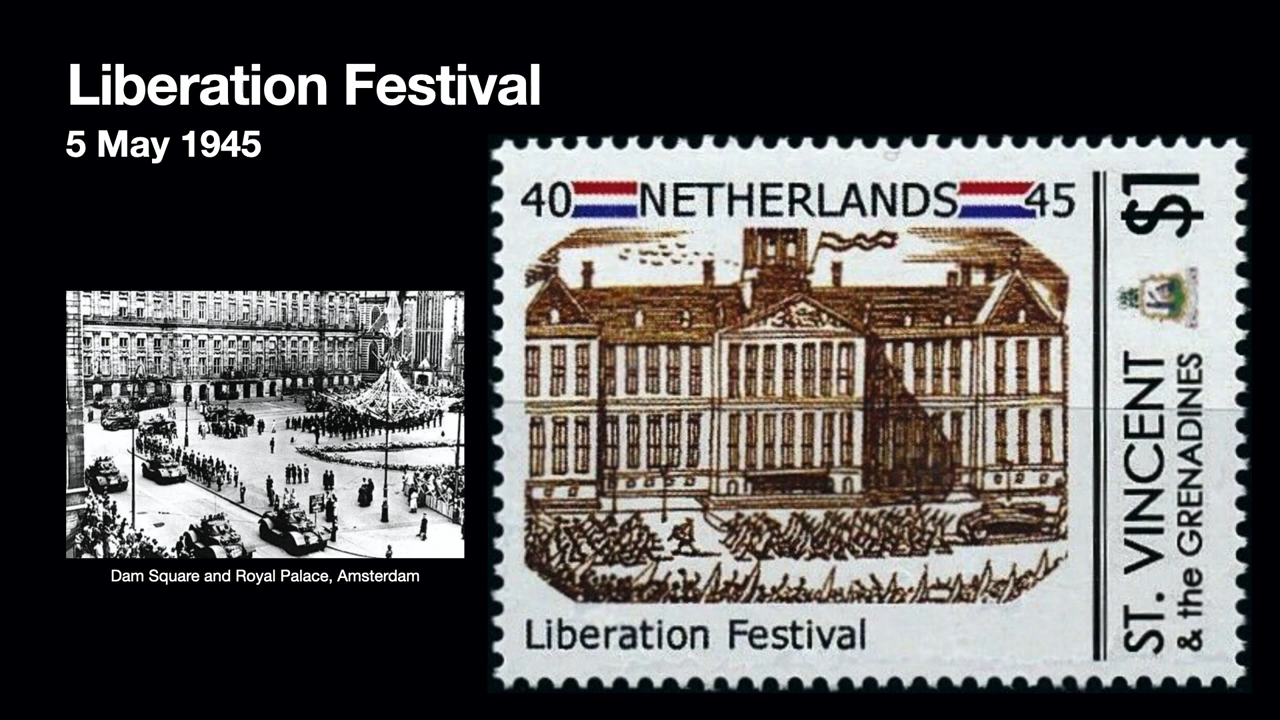 Liberation Festival
5 May 1945
40 NETHERLANDS 45
$1
ST. VINCENT
& the GRENADINES
Liberation Festival
Dam Square and Royal Palace, Amsterdam